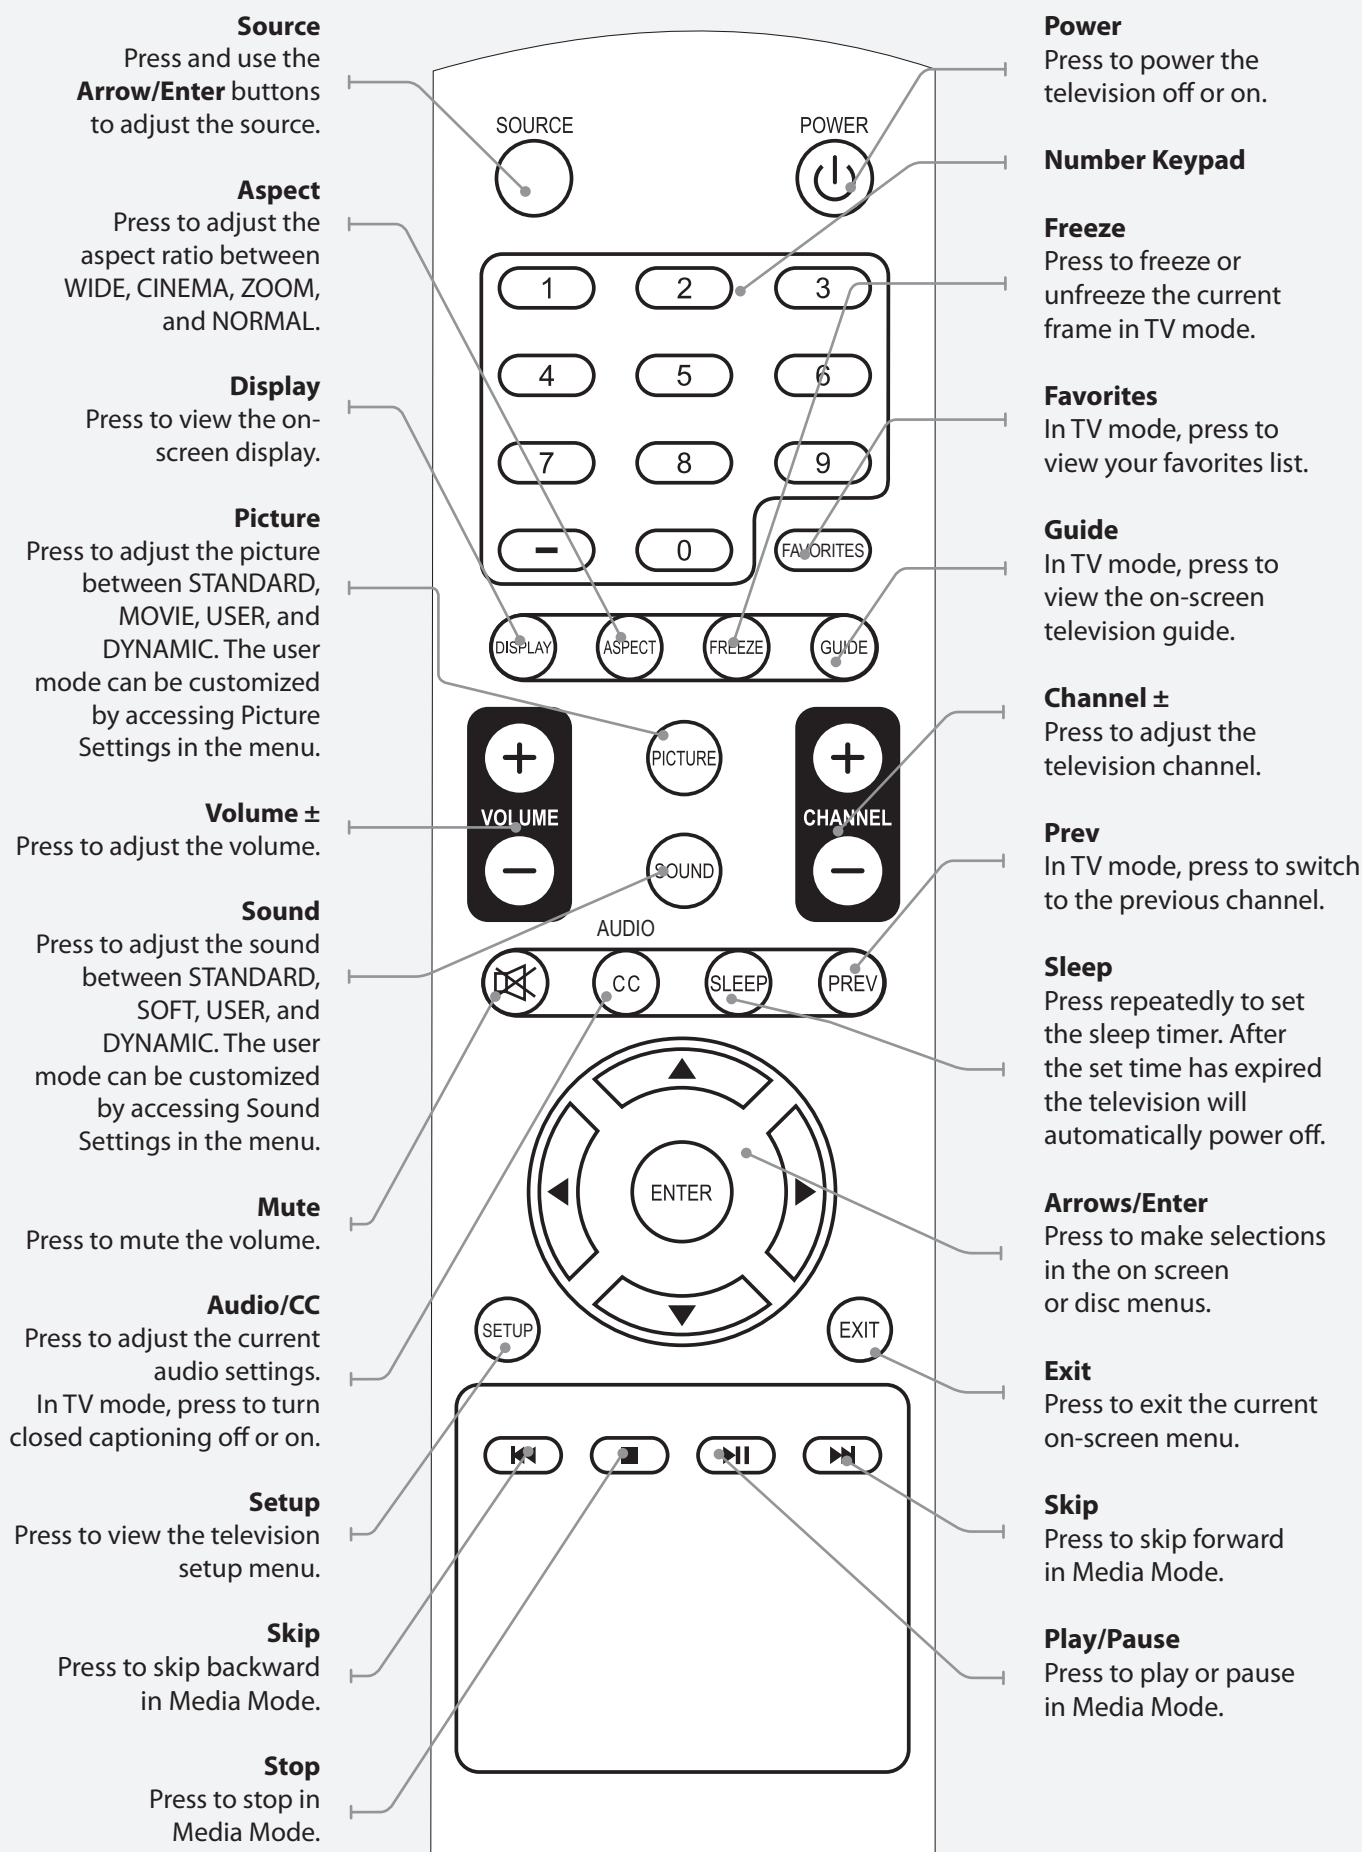 Source
Press and use the
Arrow/Enter buttons
to adjust the source.
Aspect
Press to adjust the
aspect ratio between
WIDE, CINEMA, ZOOM,
and NORMAL.
Display
Press to view the on-
screen display.
Picture
Press to adjust the picture
between STANDARD,
MOVIE, USER, and
DYNAMIC. The user
mode can be customized
by accessing Picture
Settings in the menu.
Volume ±
Press to adjust the volume.
Sound
Press to adjust the sound
between STANDARD,
SOFT, USER, and
DYNAMIC. The user
mode can be customized
by accessing Sound
Settings in the menu.
Mute
Press to mute the volume.
Audio/CC
Press to adjust the current
audio settings.
In TV mode, press to turn
closed captioning off or on.
Setup
Press to view the television
setup menu.
Skip
Press to skip backward
in Media Mode.
Stop
Press to stop in
Media Mode.
SOURCE POWER
1 2 3
4 5 6
7 8 9
- 0 FAVORITES
DISPLAY ASPECT FREEZE GUIDE
+ PICTURE +
VOLUME CHANNEL
- SOUND -
AUDIO
CC SLEEP PREV
ENTER
SETUP EXIT
Power
Press to power the
television off or on.
Number Keypad
Freeze
Press to freeze or
unfreeze the current
frame in TV mode.
Favorites
In TV mode, press to
view your favorites list.
Guide
In TV mode, press to
view the on-screen
television guide.
Channel ±
Press to adjust the
television channel.
Prev
In TV mode, press to switch
to the previous channel.
Sleep
Press repeatedly to set
the sleep timer. After
the set time has expired
the television will
automatically power off.
Arrows/Enter
Press to make selections
in the on screen
or disc menus.
Exit
Press to exit the current
on-screen menu.
Skip
Press to skip forward
in Media Mode.
Play/Pause
Press to play or pause
in Media Mode.